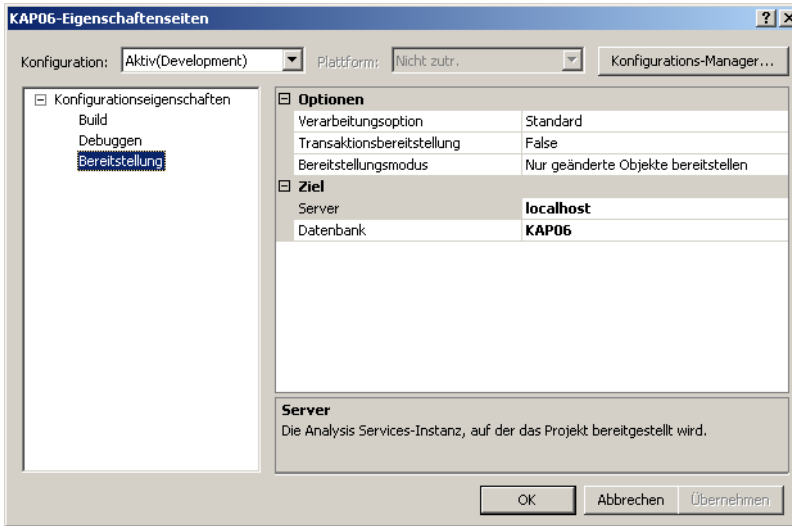 KAP06-Eigenschaftenseiten
Konfiguration: Aktiv(Development) Plattform: Nicht zutr. Konfigurations-Manager...
Konfigurationseigenschaften
Build
Debuggen
Bereitstellung
Optionen
Verarbeitungsoption Standard
Transaktionsbereitstellung False
Bereitstellungsmodus Nur geänderte Objekte bereitstellen
Ziel
Server localhost
Datenbank KAP06
Server
Die Analysis Services-Instanz, auf der das Projekt bereitgestellt wird.
OK Abbrechen Übernehmen